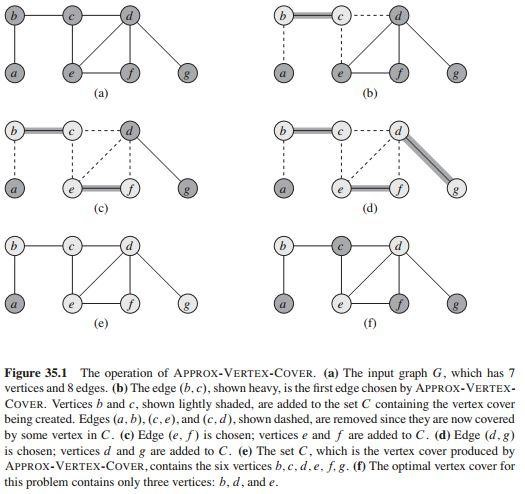 b c d b c d
a e f g a e f g
(a) (b)
b c d b c d
a e f g a e f g
(c) (d)
b c d b c d
a e f g a e f g
(e) (f)
Figure 35.1 The operation of APPROX-VERTEX-COVER. (a) The input graph G, which has 7
vertices and 8 edges. (b) The edge (b, c), shown heavy, is the first edge chosen by APPROX-VERTEX-
COVER. Vertices b and c, shown lightly shaded, are added to the set C containing the vertex cover
being created. Edges (a, b), (c, e), and (c, d), shown dashed, are removed since they are now covered
by some vertex in C. (c) Edge (e, f) is chosen; vertices e and f are added to C. (d) Edge (d, g)
is chosen; vertices d and g are added to C. (e) The set C, which is the vertex cover produced by
APPROX-VERTEX-COVER, contains the six vertices b, c, d, e, f, g. (f) The optimal vertex cover for
this problem contains only three vertices: b, d, and e.